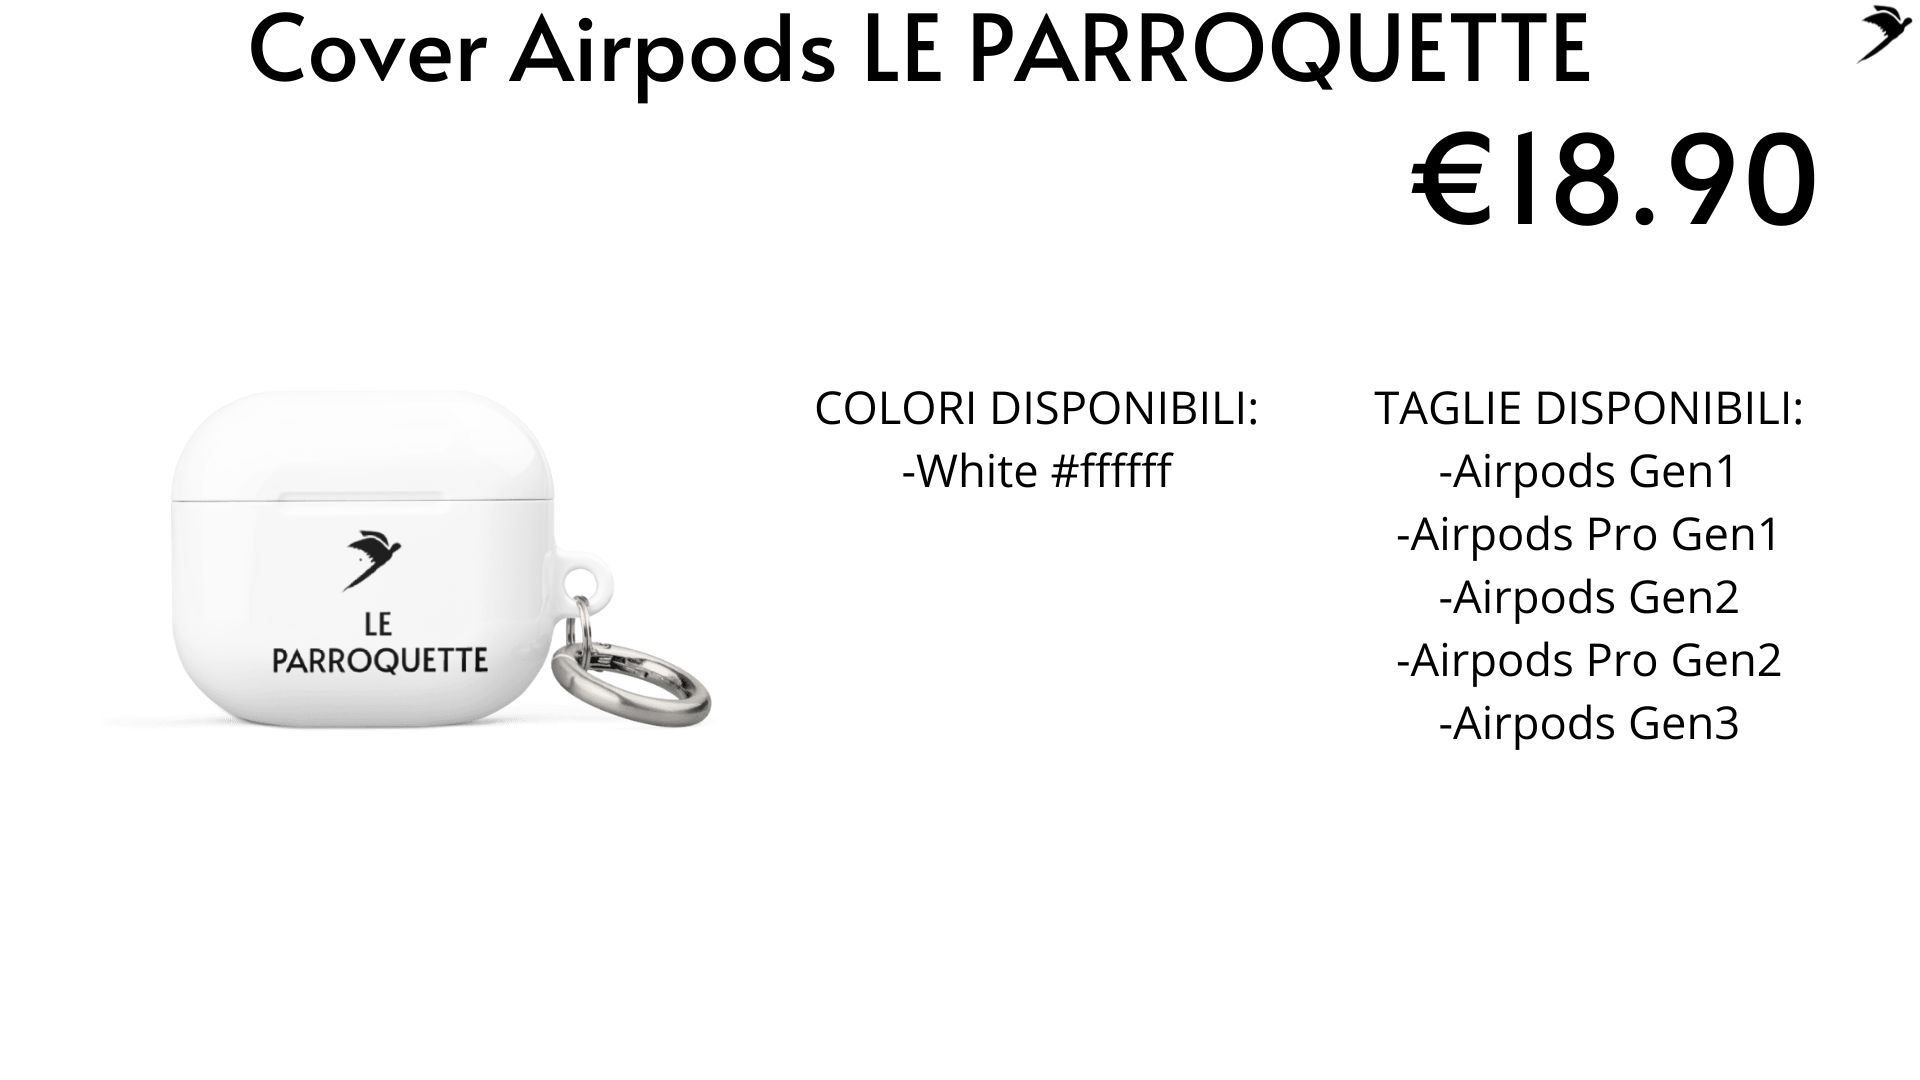 Cover Airpods LE PARROQUETTE
€18.90
LE
PARROQUETTE
COLORI DISPONIBILI:
-White #ffffff
TAGLIE DISPONIBILI:
-Airpods Gen1
-Airpods Pro Gen1
-Airpods Gen2
-Airpods Pro Gen2
-Airpods Gen3